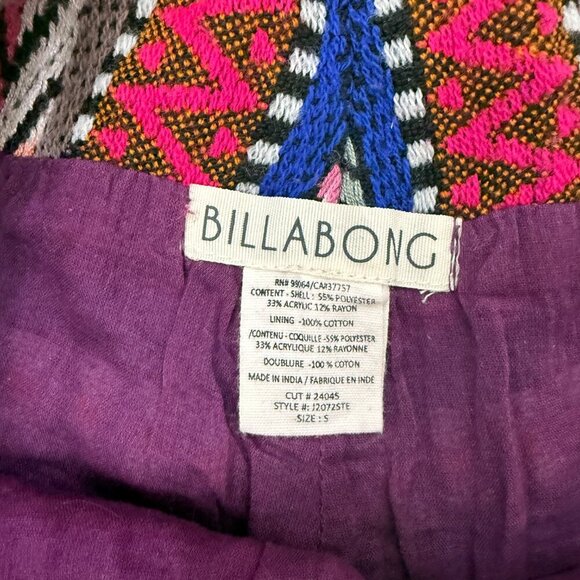 BILLABONG
RN# 98064/CA#37757
CONTENT - SHELL : 55% POLYESTER
33% ACRYLIC 12% RAYON
LINING -100% COTTON
/CONTENU - COQUILLE -55% POLYESTER
33% ACRYLIQUE 12% RAYONNE
DOUBLURE -100 % COTON
MADE IN INDIA / FABRIQUE EN INDE
CUT # 24045
STYLE #: J2072STE
SIZE : S